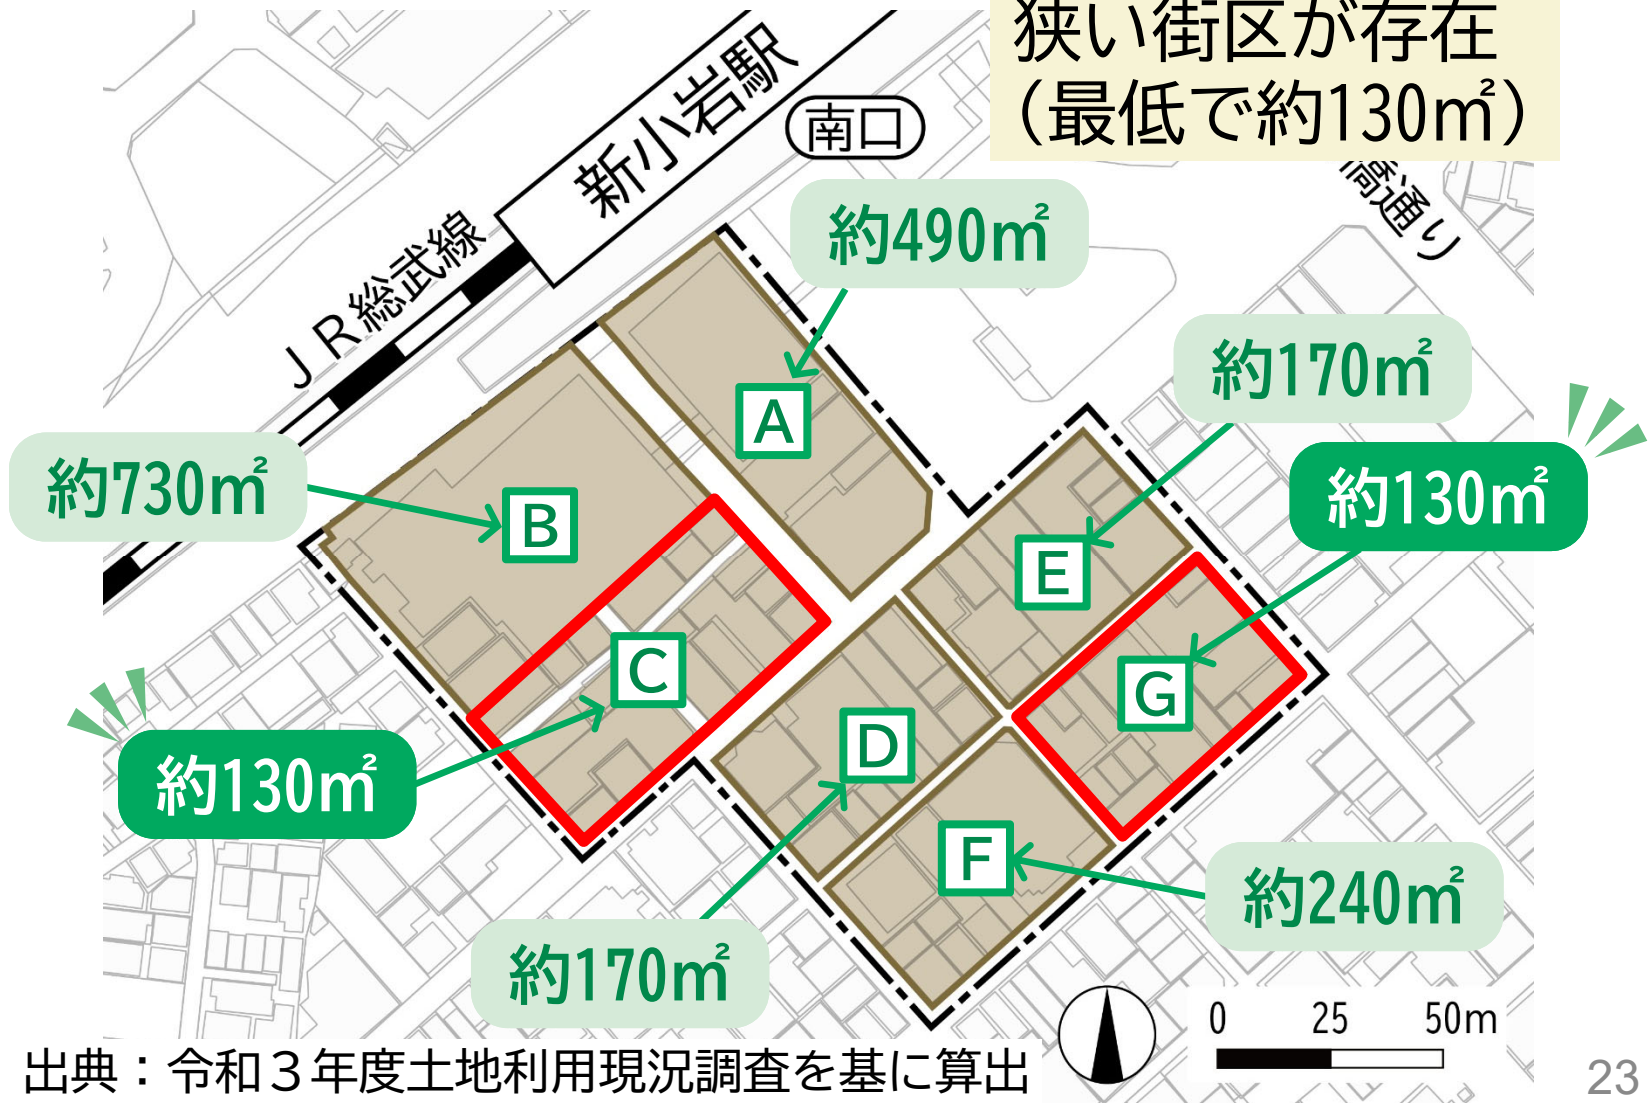 狭い街区が存在
（最低で約130㎡）
新小岩駅
南口
橋通り
ＪＲ総武線
約490㎡
約170㎡
約130㎡
約730㎡
A
B
E
C
G
D
F
約130㎡
約240㎡
約170㎡
0 25 50m
出典：令和３年度土地利用現況調査を基に算出
23